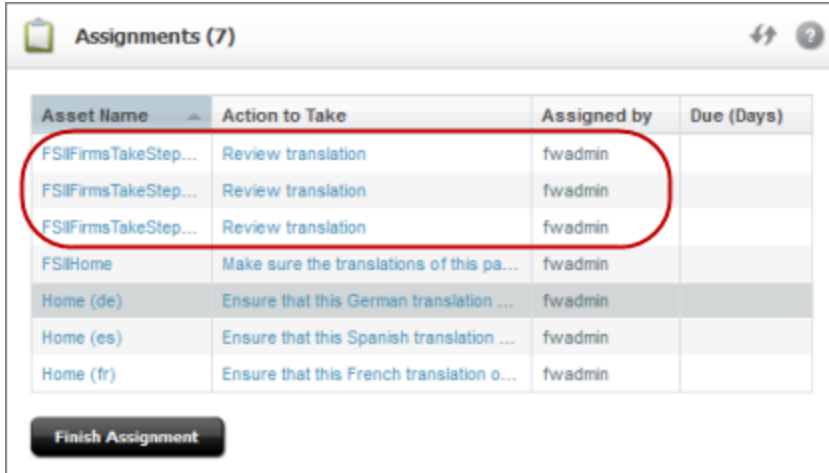 Assignments (7)
Asset Name Action to Take Assigned by Due (Days)
FSIIFirmsTakeStep... Review translation fwadmin
FSIIFirmsTakeStep... Review translation fwadmin
FSIIFirmsTakeStep... Review translation fwadmin
FSIIHome Make sure the translations of this pa... fwadmin
Home (de) Ensure that this German translation ... fwadmin
Home (es) Ensure that this Spanish translation ... fwadmin
Home (fr) Ensure that this French translation o... fwadmin
Finish Assignment